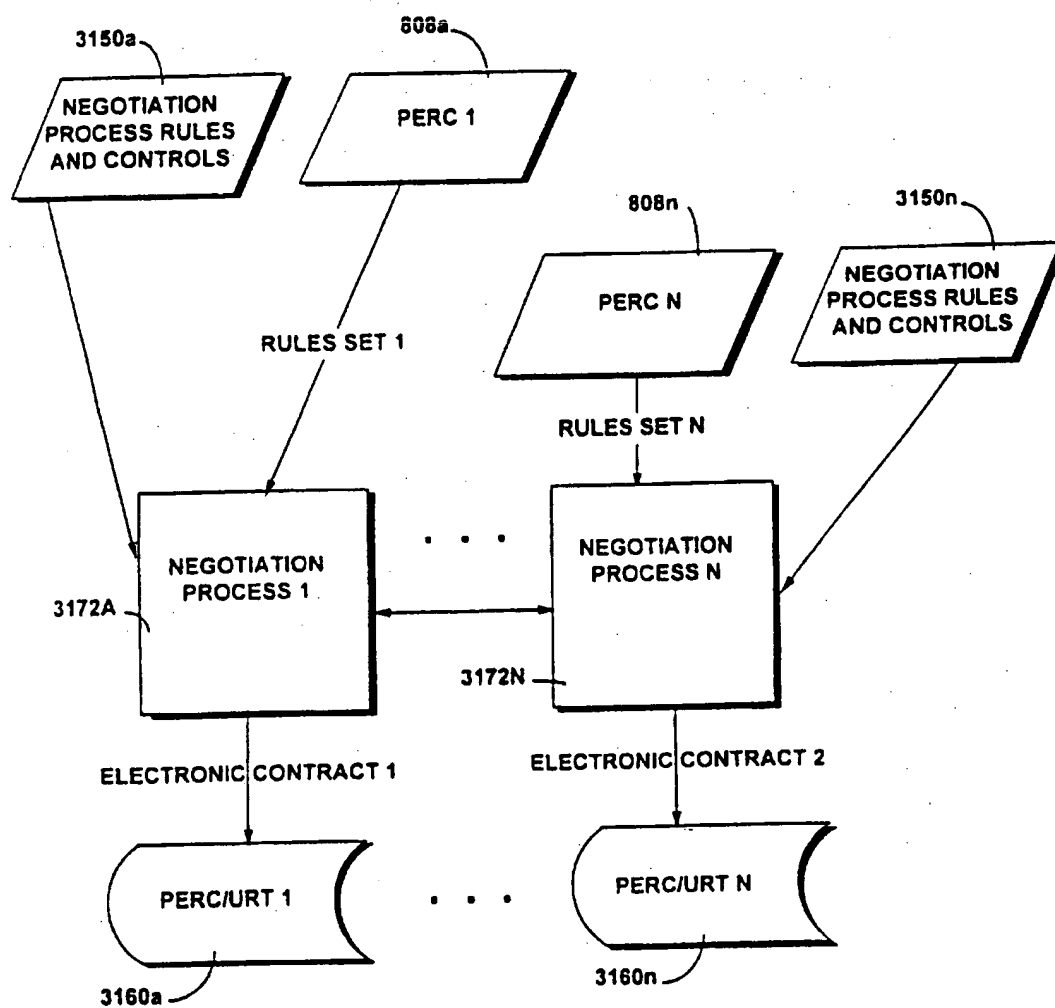 3150a
808a
NEGOTIATION
PROCESS RULES
AND CONTROLS
PERC 1
808n
3150n
PERC N
NEGOTIATION
PROCESS RULES
AND CONTROLS
RULES SET 1
RULES SET N
NEGOTIATION
PROCESS 1
NEGOTIATION
PROCESS N
3172A
3172N
ELECTRONIC CONTRACT 1
ELECTRONIC CONTRACT 2
PERC/URT 1
PERC/URT N
3160a
3160n